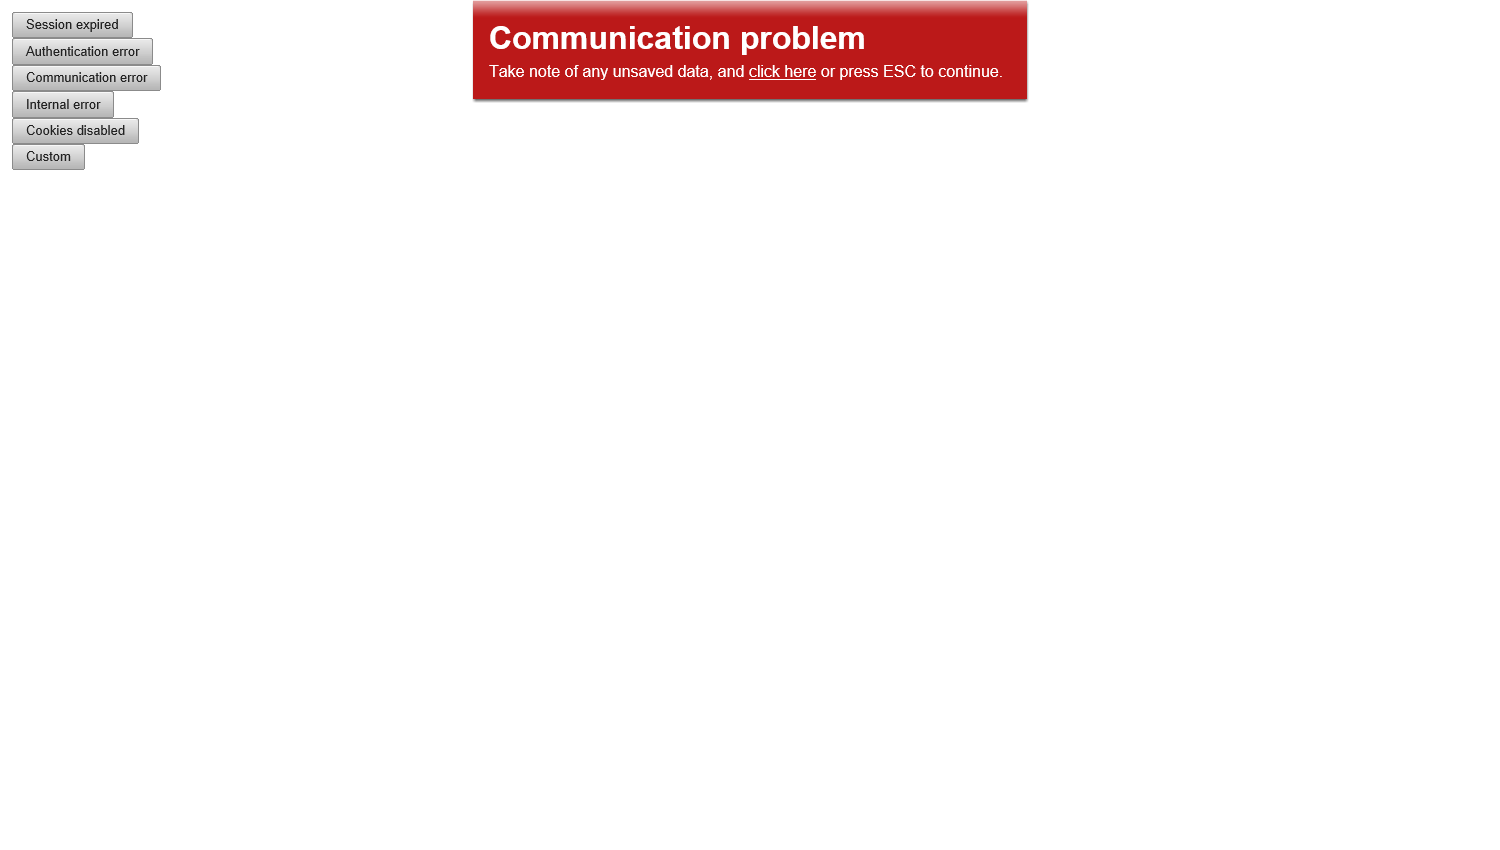 Session expired
Authentication error
Communication error
Internal error
Cookies disabled
Custom
Communication problem
Take note of any unsaved data, and click here or press ESC to continue.